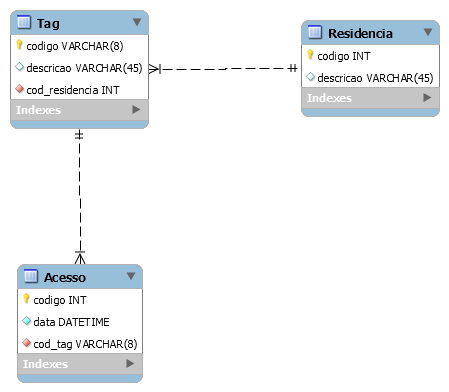 Tag
codigo VARCHAR(8)
descricao VARCHAR(45)
cod_residencia INT
Indexes
Residencia
codigo INT
descricao VARCHAR(45)
Indexes
Acesso
codigo INT
data DATETIME
cod_tag VARCHAR(8)
Indexes